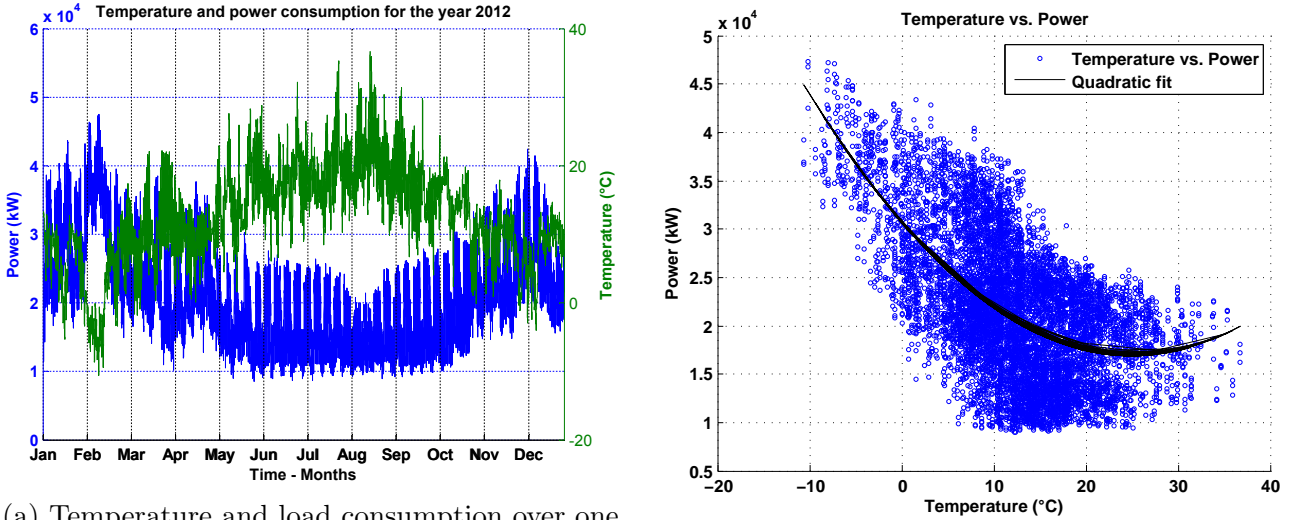 Temperature and power consumption for the year 2012
x 10^4
6
5
4
3
2
1
0
Power (kW)
40
20
0
-20
Temperature (°C)
Jan Feb Mar Apr May Jun Jul Aug Sep Oct Nov Dec
Time - Months
(a) Temperature and load consumption over one
Temperature vs. Power
x 10^4
5
4.5
4
3.5
3
2.5
2
1.5
1
0.5
Power (kW)
Temperature vs. Power
Quadratic fit
−20 −10 0 10 20 30 40
Temperature (°C)